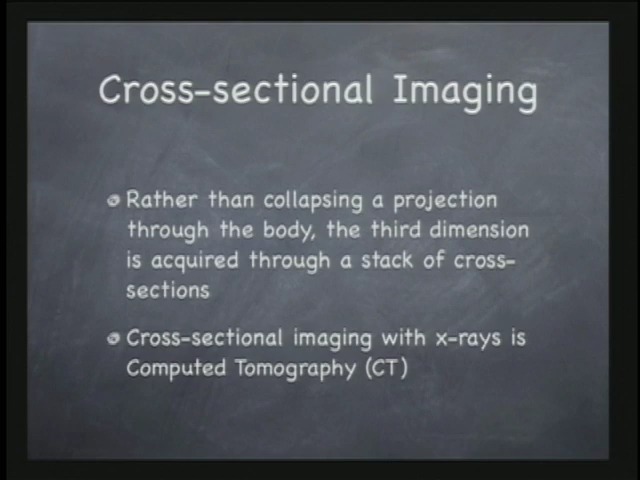 Cross-sectional Imaging
Rather than collapsing a projection
through the body, the third dimension
is acquired through a stack of cross-
sections
Cross-sectional imaging with x-rays is
Computed Tomography (CT)